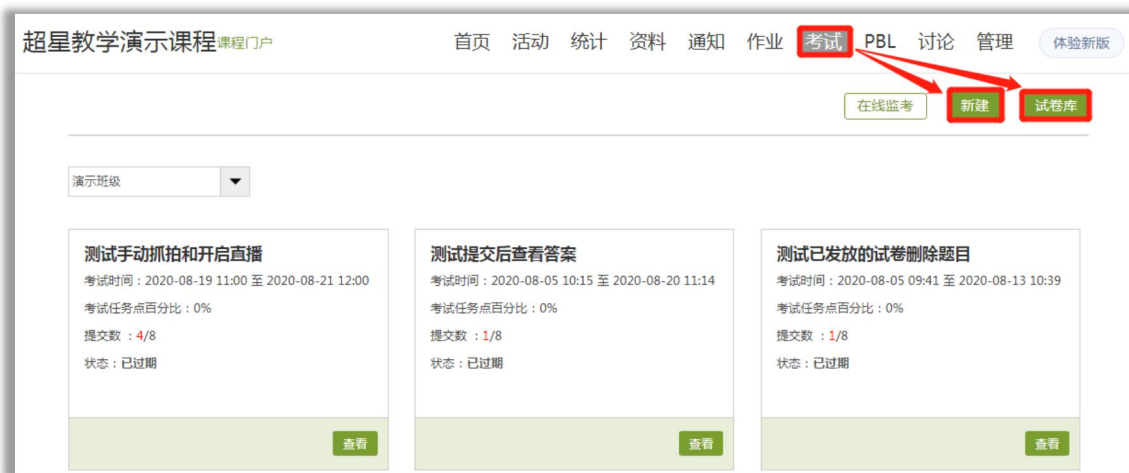 超星教学演示课程 课程门户 首页 活动 统计 资料 通知 作业 考试 PBL 讨论 管理 体验新版
在线监考 新建 试卷库
演示班级
测试手动抓拍和开启直播
考试时间：2020-08-19 11:00 至 2020-08-21 12:00
考试任务点百分比：0%
提交数 ：4/8
状态：已过期
查看
测试提交后查看答案
考试时间：2020-08-05 10:15 至 2020-08-20 11:14
考试任务点百分比：0%
提交数 ：1/8
状态：已过期
查看
测试已发放的试卷删除题目
考试时间：2020-08-05 09:41 至 2020-08-13 10:39
考试任务点百分比：0%
提交数 ：1/8
状态：已过期
查看